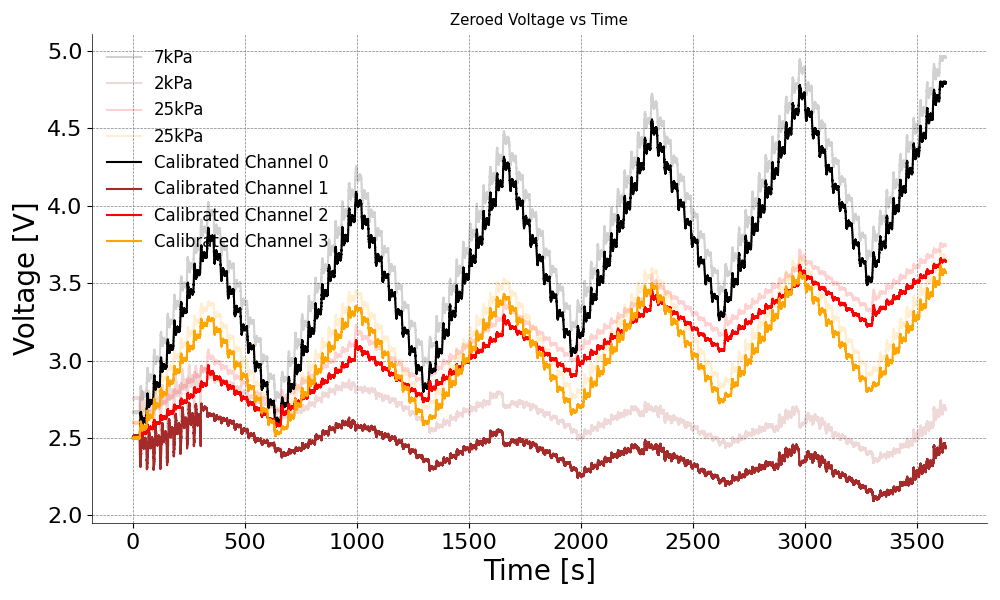 Zeroed Voltage vs Time
5.0
4.5
4.0
3.5
3.0
2.5
2.0
Voltage [V]
7kPa
2kPa
25kPa
25kPa
Calibrated Channel 0
Calibrated Channel 1
Calibrated Channel 2
Calibrated Channel 3
0 500 1000 1500 2000 2500 3000 3500
Time [s]